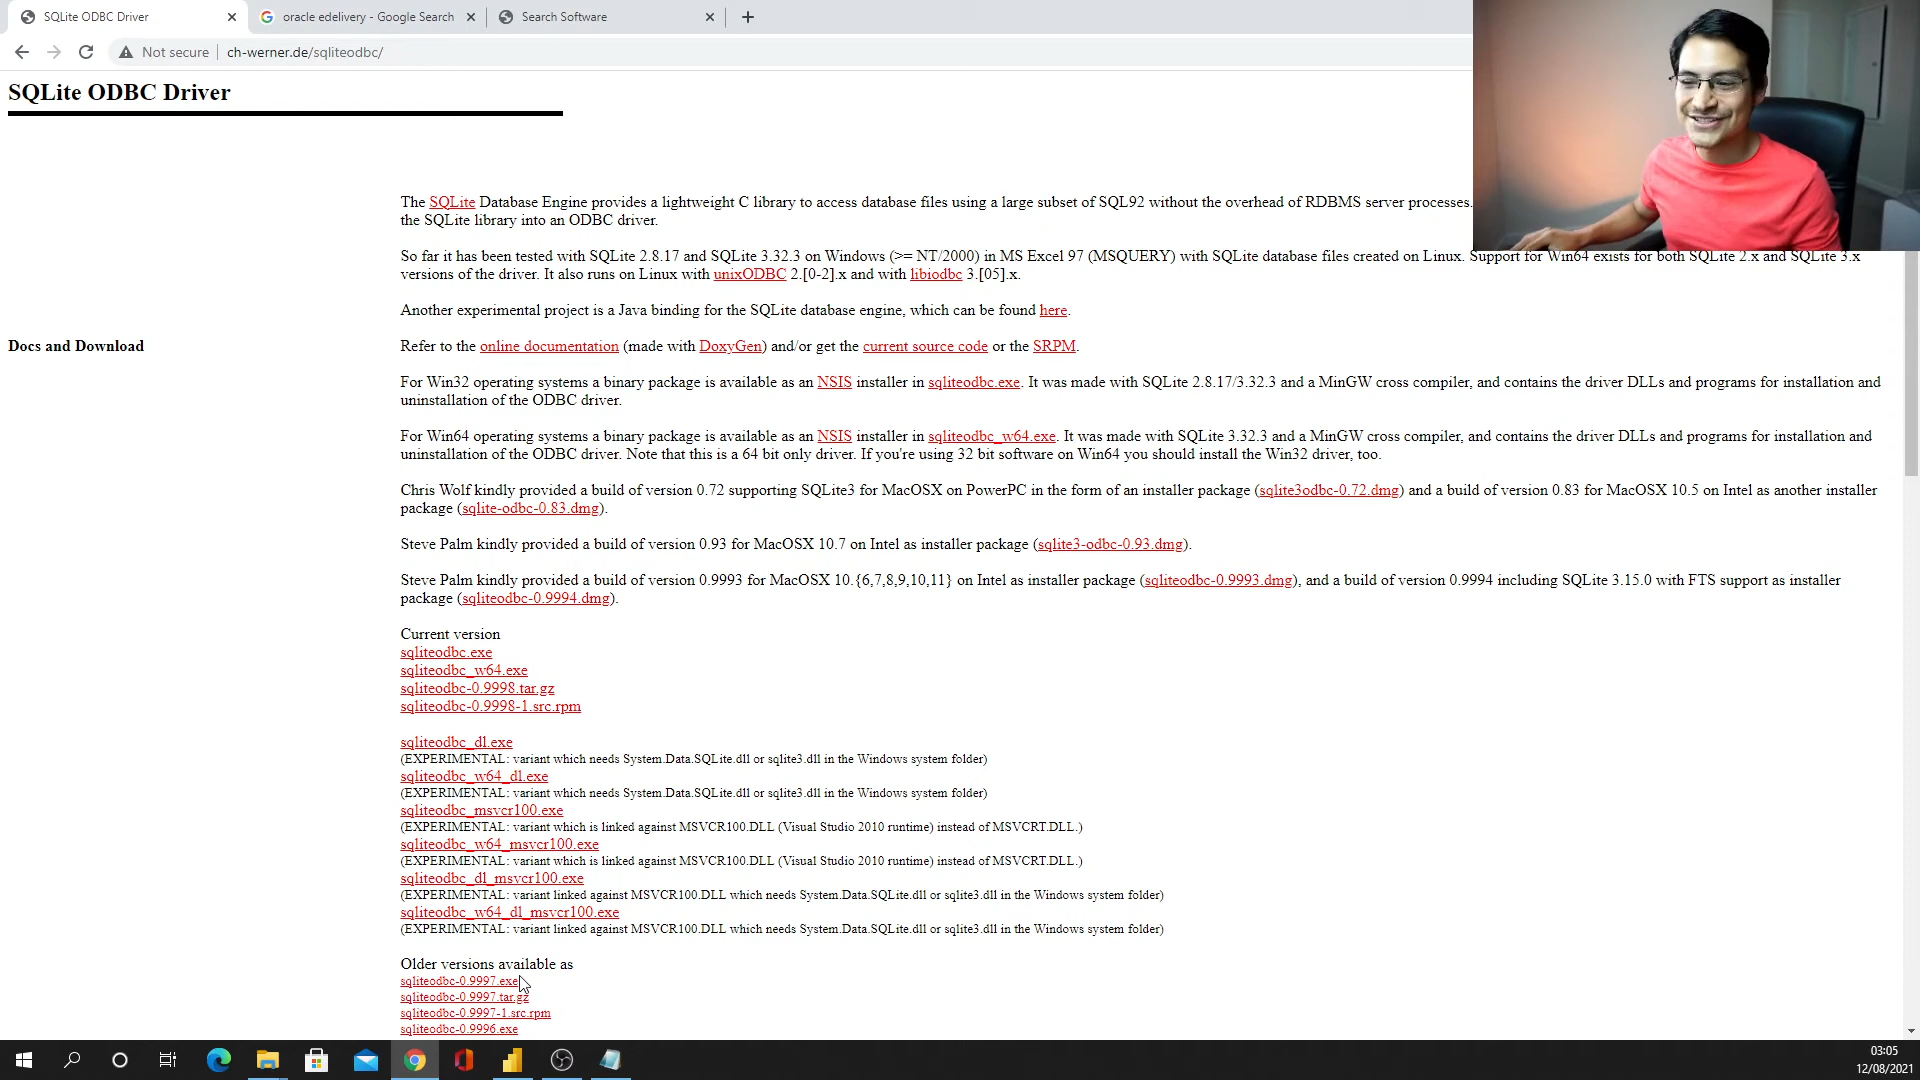 SQLite ODBC Driver
oracle edelivery - Google Search
Search Software
Not secure
ch-werner.de/sqliteodbc/
SQLite ODBC Driver
The SQLite Database Engine provides a lightweight C library to access database files using a large subset of SQL92 without the overhead of RDBMS server processes.
the SQLite library into an ODBC driver.
So far it has been tested with SQLite 2.8.17 and SQLite 3.32.3 on Windows (>= NT/2000) in MS Excel 97 (MSQUERY) with SQLite database files created on Linux. Support for Win64 exists for both SQLite 2.x and SQLite 3.x
versions of the driver. It also runs on Linux with unixODBC 2.[0-2].x and with libiodbc 3.[05].x.
Another experimental project is a Java binding for the SQLite database engine, which can be found here.
Docs and Download
Refer to the online documentation (made with DoxyGen) and/or get the current source code or the SRPM.
For Win32 operating systems a binary package is available as an NSIS installer in sqliteodbc.exe. It was made with SQLite 2.8.17/3.32.3 and a MinGW cross compiler, and contains the driver DLLs and programs for installation and
uninstallation of the ODBC driver.
For Win64 operating systems a binary package is available as an NSIS installer in sqliteodbc_w64.exe. It was made with SQLite 3.32.3 and a MinGW cross compiler, and contains the driver DLLs and programs for installation and
uninstallation of the ODBC driver. Note that this is a 64 bit only driver. If you're using 32 bit software on Win64 you should install the Win32 driver, too.
Chris Wolf kindly provided a build of version 0.72 supporting SQLite3 for MacOSX on PowerPC in the form of an installer package (sqlite3odbc-0.72.dmg) and a build of version 0.83 for MacOSX 10.5 on Intel as another installer
package (sqlite-odbc-0.83.dmg).
Steve Palm kindly provided a build of version 0.93 for MacOSX 10.7 on Intel as installer package (sqlite3-odbc-0.93.dmg).
Steve Palm kindly provided a build of version 0.9993 for MacOSX 10.{6,7,8,9,10,11} on Intel as installer package (sqliteodbc-0.9993.dmg), and a build of version 0.9994 including SQLite 3.15.0 with FTS support as installer
package (sqliteodbc-0.9994.dmg).
Current version
sqliteodbc.exe
sqliteodbc_w64.exe
sqliteodbc-0.9998.tar.gz
sqliteodbc-0.9998-1.src.rpm
sqliteodbc_dl.exe
(EXPERIMENTAL: variant which needs System.Data.SQLite.dll or sqlite3.dll in the Windows system folder)
sqliteodbc_w64_dl.exe
(EXPERIMENTAL: variant which needs System.Data.SQLite.dll or sqlite3.dll in the Windows system folder)
sqliteodbc_msvcr100.exe
(EXPERIMENTAL: variant which is linked against MSVCR100.DLL (Visual Studio 2010 runtime) instead of MSVCRT.DLL.)
sqliteodbc_w64_msvcr100.exe
(EXPERIMENTAL: variant which is linked against MSVCR100.DLL (Visual Studio 2010 runtime) instead of MSVCRT.DLL.)
sqliteodbc_dl_msvcr100.exe
(EXPERIMENTAL: variant linked against MSVCR100.DLL which needs System.Data.SQLite.dll or sqlite3.dll in the Windows system folder)
sqliteodbc_w64_dl_msvcr100.exe
(EXPERIMENTAL: variant linked against MSVCR100.DLL which needs System.Data.SQLite.dll or sqlite3.dll in the Windows system folder)
Older versions available as
sqliteodbc-0.9997.exe
sqliteodbc-0.9997.tar.gz
sqliteodbc-0.9997-1.src.rpm
sqliteodbc-0.9996.exe
03:05
12/08/2021